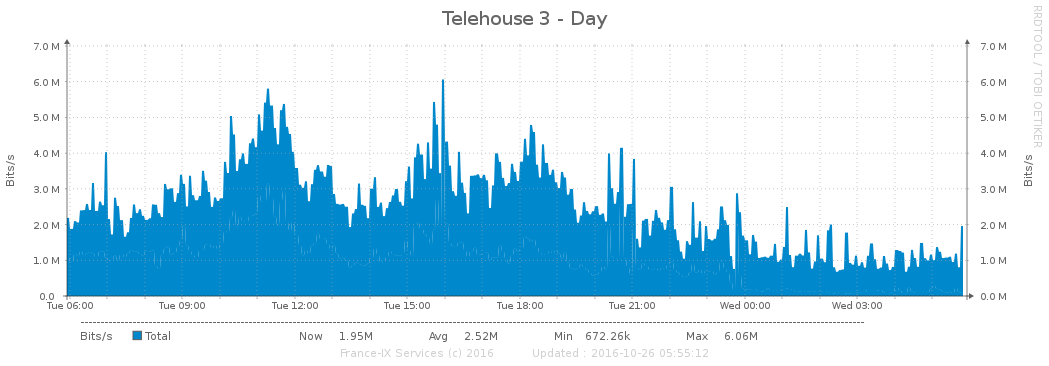 Telehouse 3 - Day
RRDTOOL / TOBI OETIKER
7.0 M 7.0 M
6.0 M 6.0 M
5.0 M 5.0 M
4.0 M 4.0 M
3.0 M 3.0 M
2.0 M 2.0 M
1.0 M 1.0 M
0.0 0.0 M
Bits/s
Bits/s
Tue 06:00 Tue 09:00 Tue 12:00 Tue 15:00 Tue 18:00 Tue 21:00 Wed 00:00 Wed 03:00
Bits/s Total Now 1.95M Avg 2.52M Min 672.26k Max 6.06M
France-IX Services (c) 2016 Updated : 2016-10-26 05:55:12